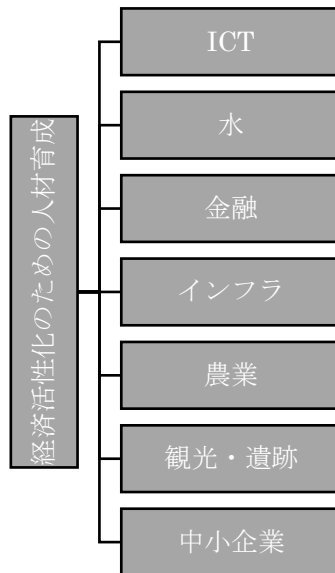 経済活性化のための人材育成
ICT
水
金融
インフラ
農業
観光・遺跡
中小企業